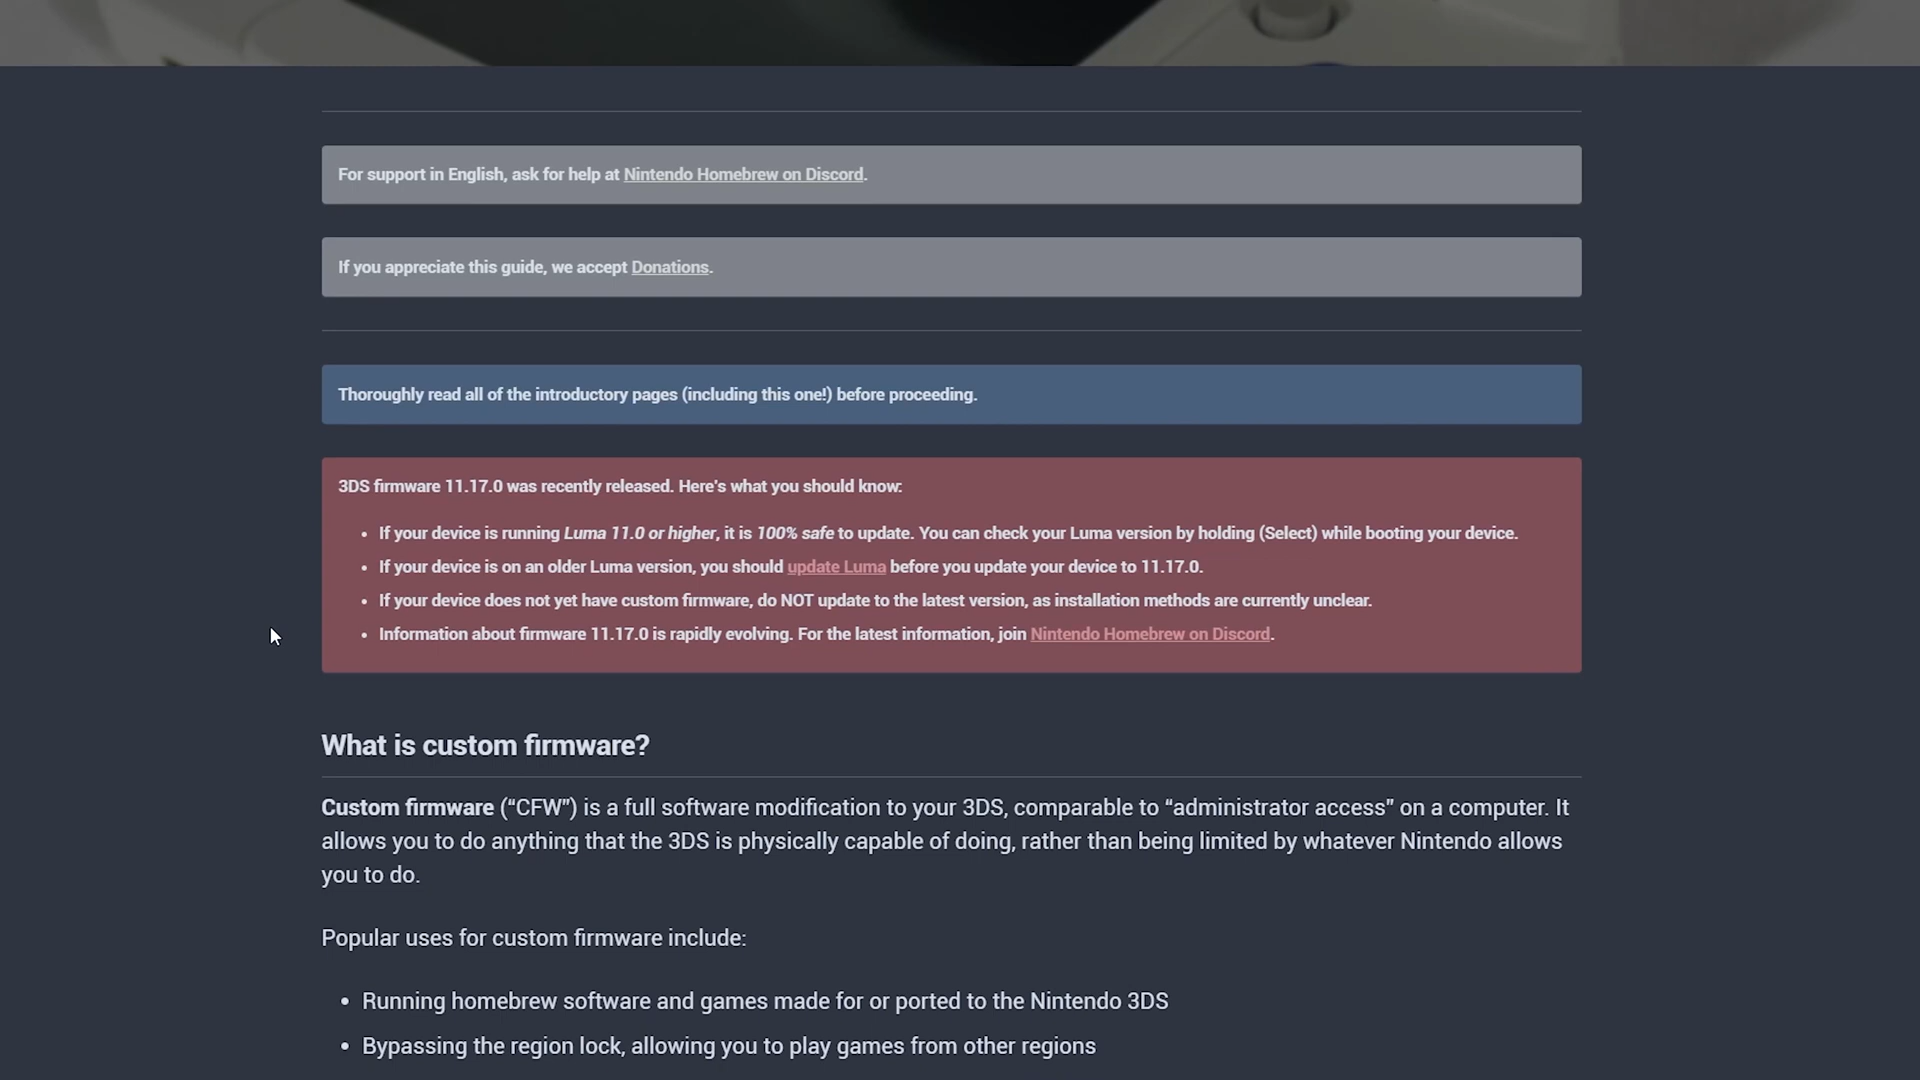 For support in English, ask for help at Nintendo Homebrew on Discord.
If you appreciate this guide, we accept Donations.
Thoroughly read all of the introductory pages (including this one!) before proceeding.
3DS firmware 11.17.0 was recently released. Here's what you should know:
• If your device is running Luma 11.0 or higher, it is 100% safe to update. You can check your Luma version by holding (Select) while booting your device.
• If your device is on an older Luma version, you should update Luma before you update your device to 11.17.0.
• If your device does not yet have custom firmware, do NOT update to the latest version, as installation methods are currently unclear.
• Information about firmware 11.17.0 is rapidly evolving. For the latest information, join Nintendo Homebrew on Discord.
What is custom firmware?
Custom firmware (“CFW”) is a full software modification to your 3DS, comparable to “administrator access” on a computer. It
allows you to do anything that the 3DS is physically capable of doing, rather than being limited by whatever Nintendo allows
you to do.
Popular uses for custom firmware include:
• Running homebrew software and games made for or ported to the Nintendo 3DS
• Bypassing the region lock, allowing you to play games from other regions